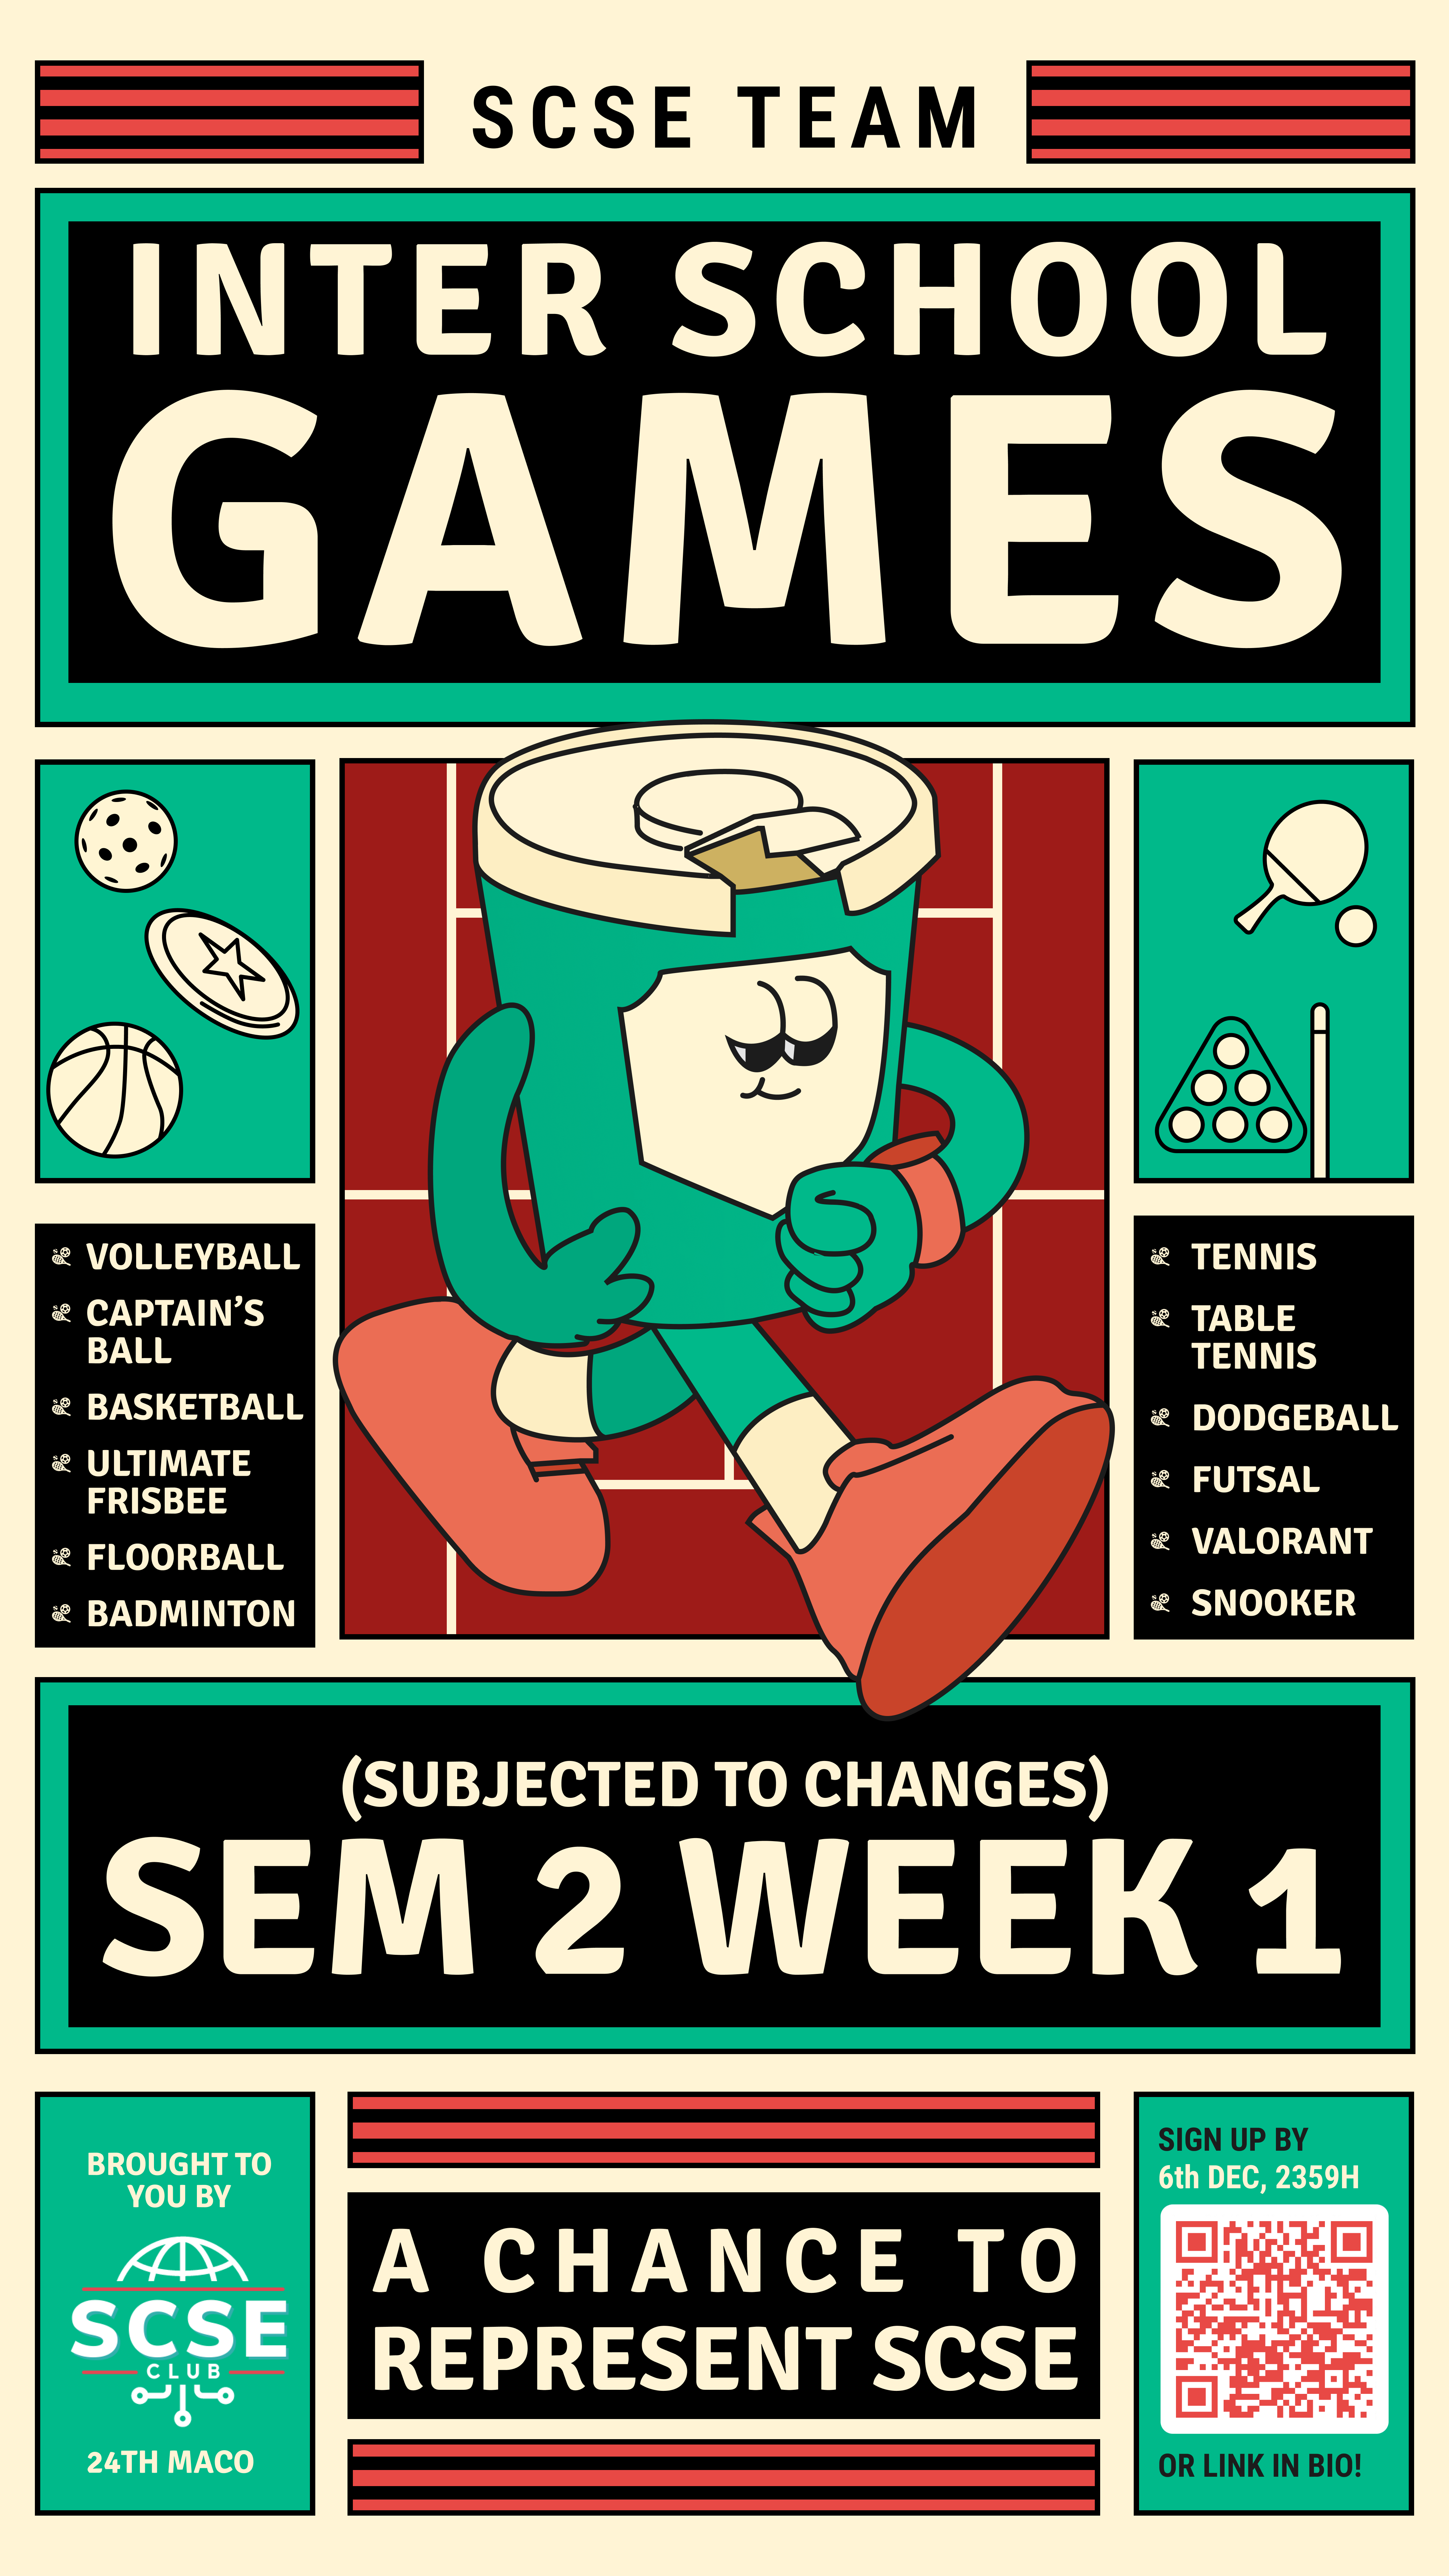 SCSE TEAM
INTER SCHOOL
GAMES
VOLLEYBALL
CAPTAIN'S
BALL
BASKETBALL
ULTIMATE
FRISBEE
FLOORBALL
BADMINTON
TENNIS
TABLE
TENNIS
DODGEBALL
FUTSAL
VALORANT
SNOOKER
(SUBJECTED TO CHANGES)
SEM 2 WEEK 1
BROUGHT TO
YOU BY
SCSE
CLUB
24TH MACO
A CHANCE TO
REPRESENT SCSE
SIGN UP BY
6th DEC, 2359H
OR LINK IN BIO!